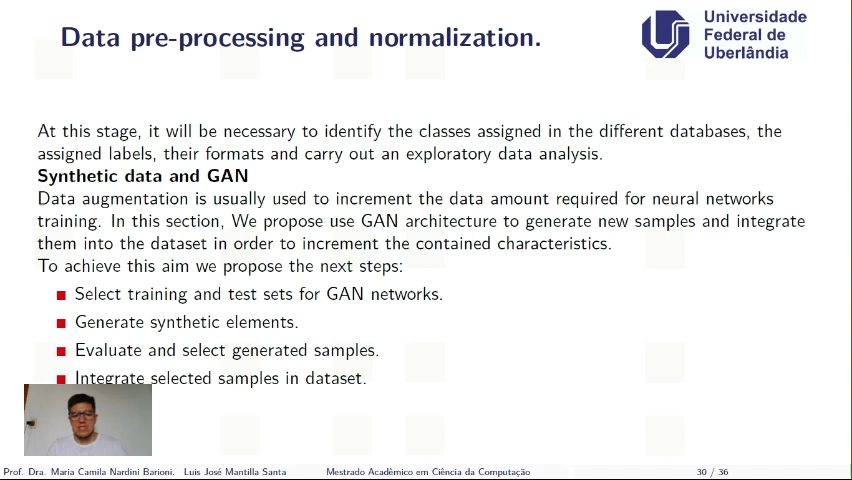 Data pre-processing and normalization.
Universidade
Federal de
Uberlândia
At this stage, it will be necessary to identify the classes assigned in the different databases, the
assigned labels, their formats and carry out an exploratory data analysis.
Synthetic data and GAN
Data augmentation is usually used to increment the data amount required for neural networks
training. In this section, We propose use GAN architecture to generate new samples and integrate
them into the dataset in order to increment the contained characteristics.
To achieve this aim we propose the next steps:
Select training and test sets for GAN networks.
Generate synthetic elements.
Evaluate and select generated samples.
Integrate selected samples in dataset.
Prof. Dra. Maria Camila Nardini Barioni. Luis José Mantilla Santa Mestrado Acadêmico em Ciência da Computação 30 / 36